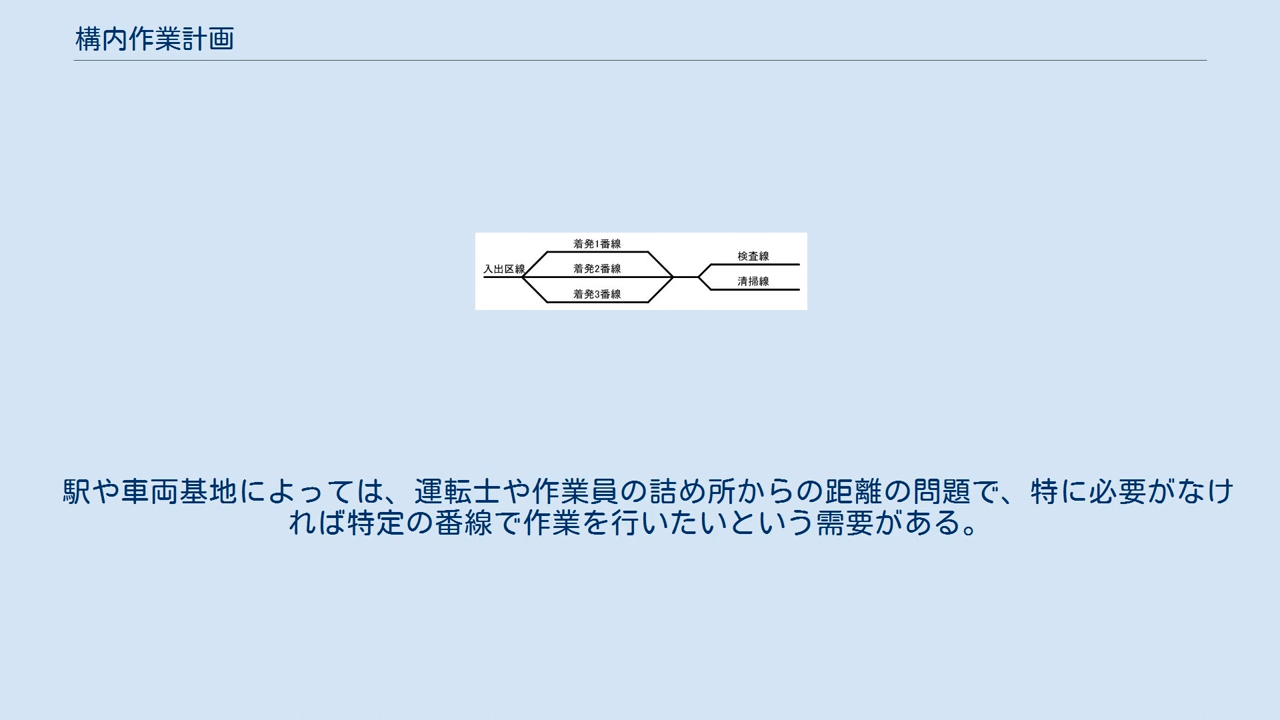 構内作業計画
着発1番線
検査線
入出区線
着発2番線
清掃線
着発3番線
駅や車両基地によっては、運転士や作業員の詰め所からの距離の問題で、特に必要がなけ
れば特定の番線で作業を行いたいという需要がある。